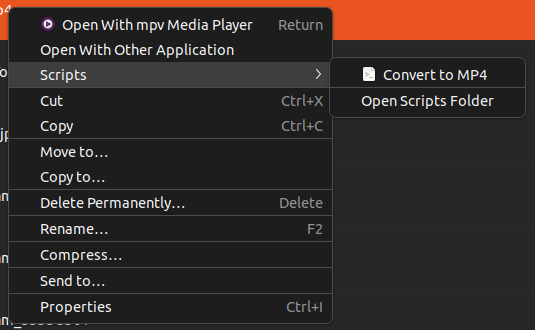 Open With mpv Media Player Return
Open With Other Application
Scripts
Convert to MP4
Open Scripts Folder
Cut Ctrl+X
Copy Ctrl+C
Move to…
Copy to…
Delete Permanently… Delete
Rename… F2
Compress…
Send to…
Properties Ctrl+I